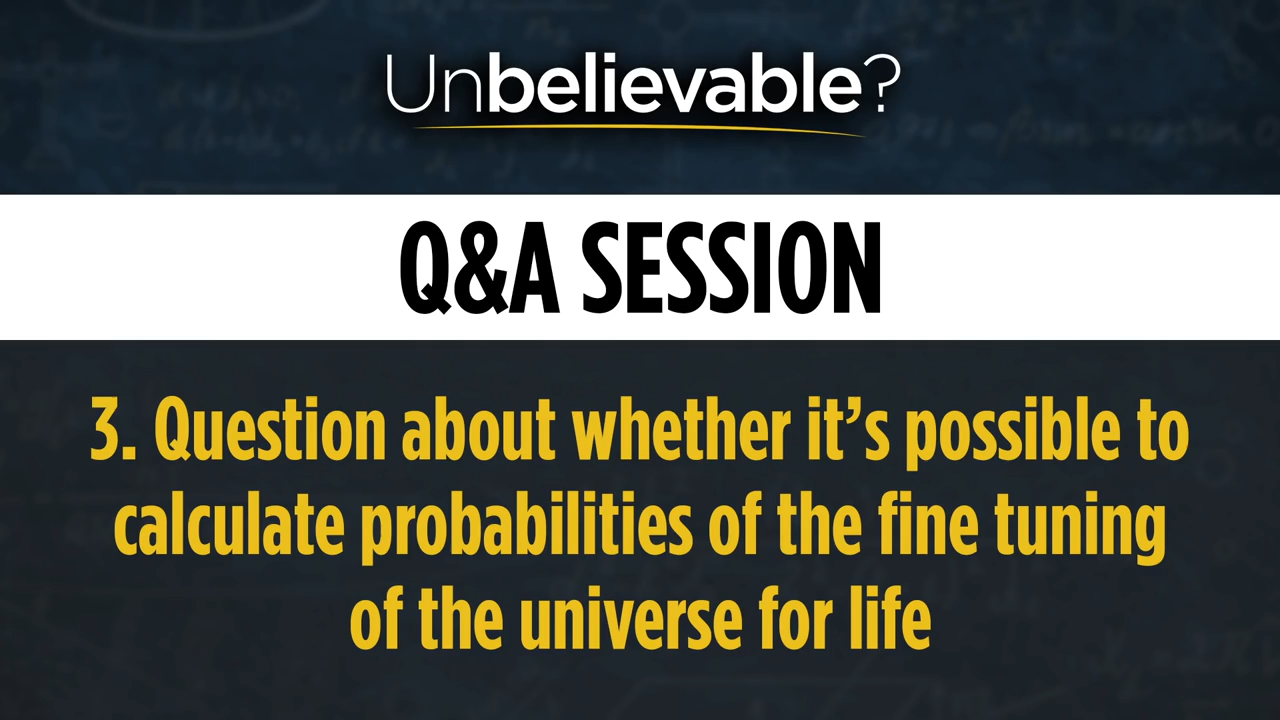 Unbelievable?
Q&A SESSION
3. Question about whether it’s possible to
calculate probabilities of the fine tuning
of the universe for life